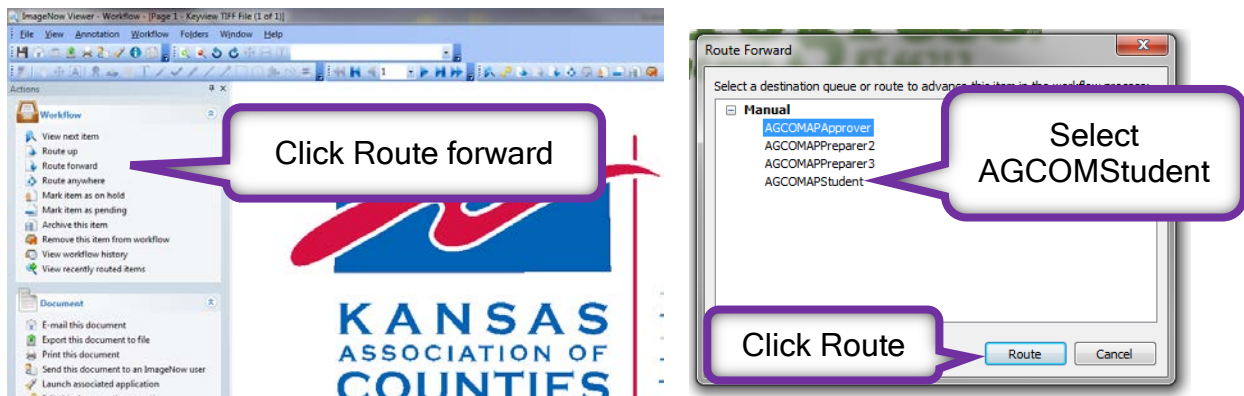 ImageNow Viewer - Workflow - [Page 1 - Keyview TIFF File (1 of 1)]
File View Annotation Workflow Folders Window Help
1
Actions
Workflow
View next item
Route up
Route forward
Route anywhere
Mark item as on hold
Mark item as pending
Archive this item
Remove this item from workflow
View workflow history
View recently routed items
Document
E-mail this document
Export this document to file
Print this document
Send this document to an ImageNow user
Launch associated application
Click Route forward
KANSAS
ASSOCIATION OF
COUNTIES
Route Forward
Select a destination queue or route to advance this item in the workflow process:
Manual
AGCOMAPApprover
AGCOMAPPreparer2
AGCOMAPPreparer3
AGCOMAPStudent
Select
AGCOMStudent
Click Route
Route Cancel